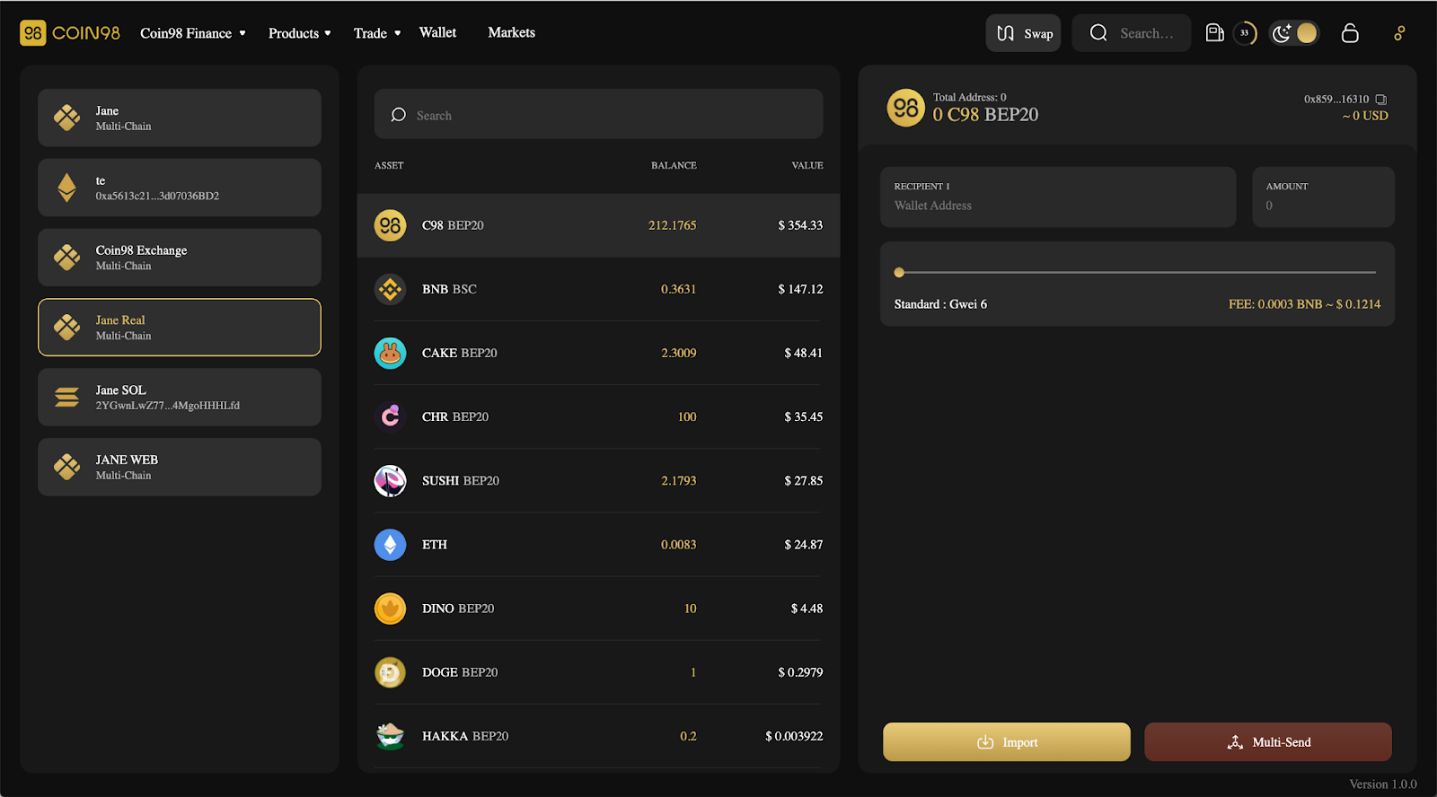 98 COIN98 Coin98 Finance Products Trade Wallet Markets Swap Search... 33
Jane
Multi-Chain
te
0xa5613c21...3d07036BD2
Coin98 Exchange
Multi-Chain
Jane Real
Multi-Chain
Jane SOL
2YGwnLwZ77...4MgoHHHLfd
JANE WEB
Multi-Chain
Search
ASSET BALANCE VALUE
98 C98 BEP20 212.1765 $ 354.33
BNB BSC 0.3631 $ 147.12
CAKE BEP20 2.3009 $ 48.41
CHR BEP20 100 $ 35.45
SUSHI BEP20 2.1793 $ 27.85
ETH 0.0083 $ 24.87
DINO BEP20 10 $ 4.48
DOGE BEP20 1 $ 0.2979
HAKKA BEP20 0.2 $ 0.003922
98 Total Address: 0 0x859...16310
0 C98 BEP20 ~ 0 USD
RECIPIENT 1 AMOUNT
Wallet Address 0
Standard : Gwei 6 FEE: 0.0003 BNB ~ $ 0.1214
Import Multi-Send
Version 1.0.0